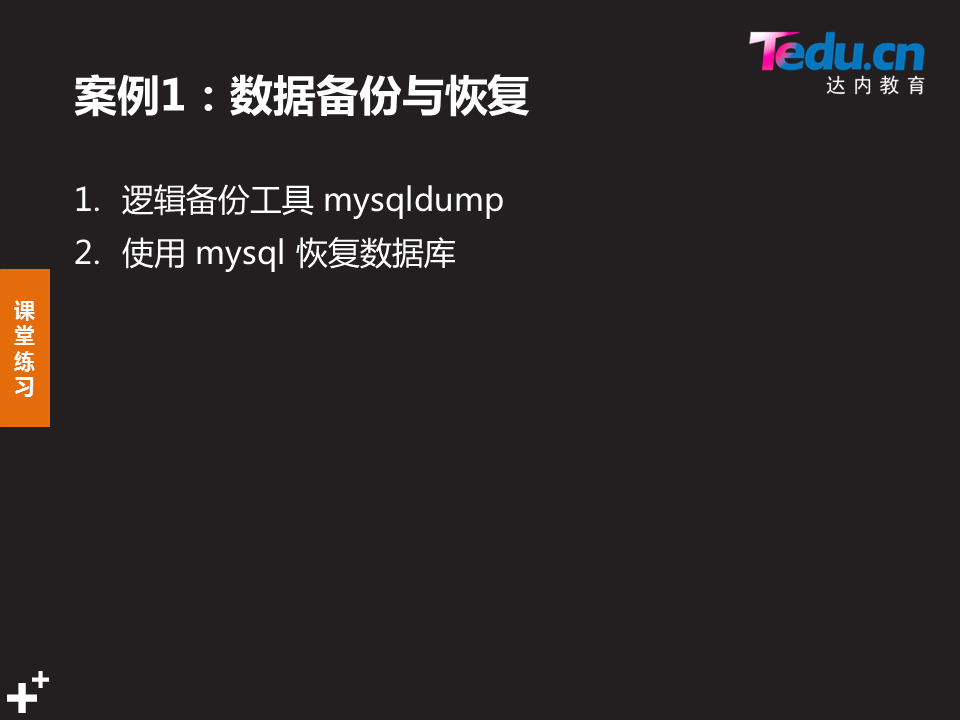 Tedu.cn
达内教育
案例1：数据备份与恢复
1. 逻辑备份工具 mysqldump
2. 使用 mysql 恢复数据库
课堂练习